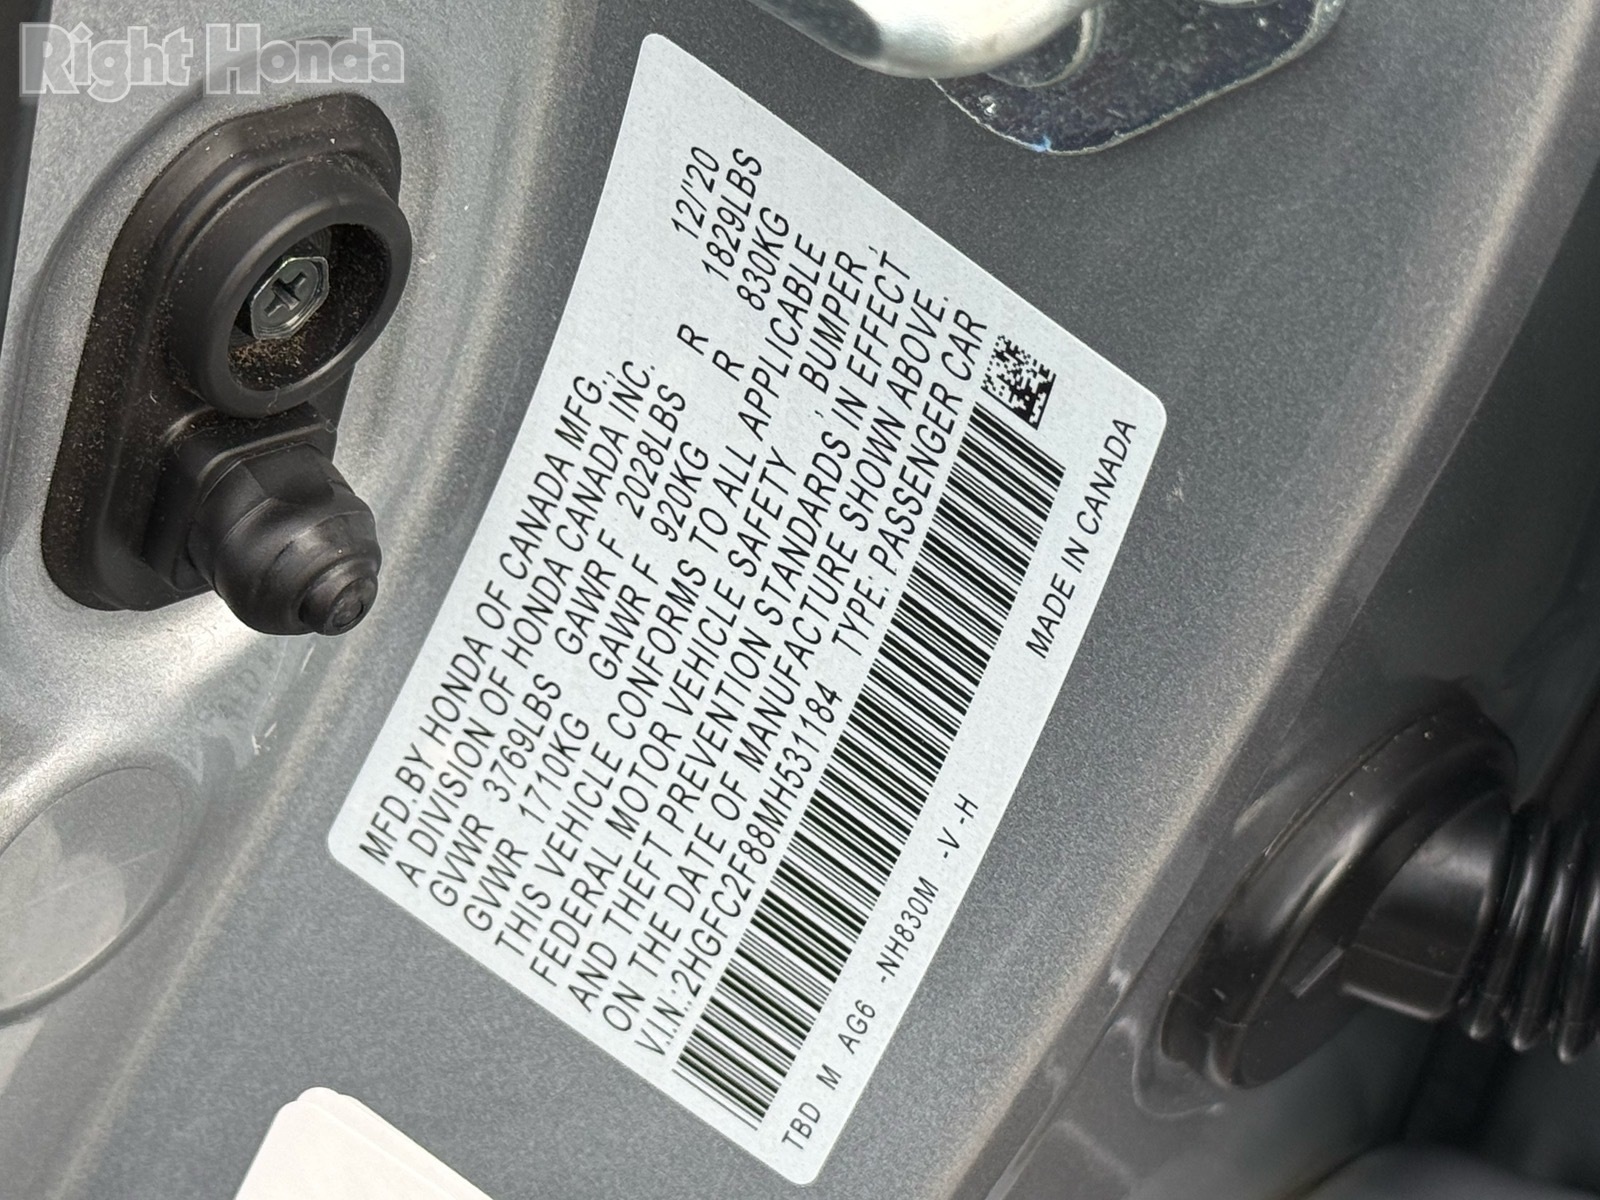 Right Honda
MFD.BY HONDA OF CANADA MFG., 12/'20
A DIVISION OF HONDA CANADA INC.
GVWR 3769LBS GAWR F 2028LBS R 1829LBS
GVWR 1710KG GAWR F 920KG R 830KG
THIS VEHICLE CONFORMS TO ALL APPLICABLE
FEDERAL MOTOR VEHICLE SAFETY , BUMPER ,
AND THEFT PREVENTION STANDARDS IN EFFECT
ON THE DATE OF MANUFACTURE SHOWN ABOVE.
V.I.N.:2HGFC2F88MH531184 TYPE: PASSENGER CAR
TBD M AG6 -NH830M -V -H
MADE IN CANADA